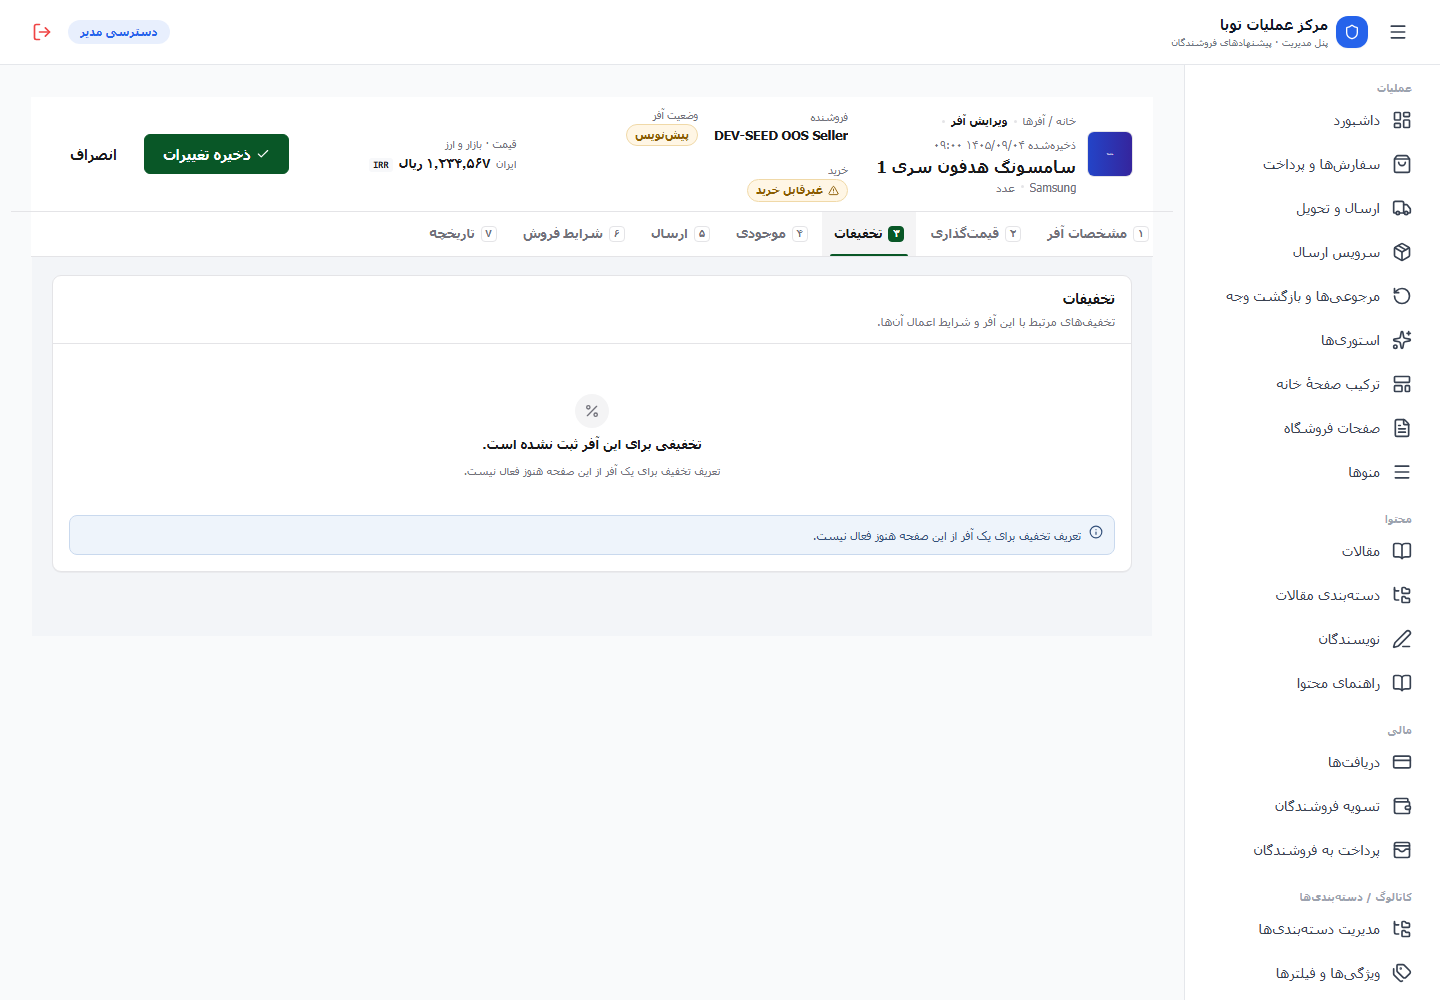 مرکز عملیات توبا
پنل مدیریت · پیشنهادهای فروشندگان
دسترسی مدیر
عملیات
داشبورد
سفارش‌ها و پرداخت
ارسال و تحویل
سرویس ارسال
مرجوعی‌ها و بازگشت وجه
استوری‌ها
ترکیب صفحهٔ خانه
صفحات فروشگاه
منوها
محتوا
مقالات
دسته‌بندی مقالات
نویسندگان
راهنمای محتوا
مالی
دریافت‌ها
تسویه فروشندگان
پرداخت به فروشندگان
کاتالوگ / دسته‌بندی‌ها
مدیریت دسته‌بندی‌ها
ویژگی‌ها و فیلترها
خانه / آفرها • ویرایش آفر •
ذخیره‌شده ۱۴۰۵/۰۹/۰۴ ۰۹:۰۰
سامسونگ هدفون سری 1
Samsung • عدد
فروشنده
DEV-SEED OOS Seller
خرید
غیرقابل خرید
وضعیت آفر
پیش‌نویس
قیمت · بازار و ارز
ایران ۱,۲۳۴,۵۶۷ ریال IRR
ذخیره تغییرات
انصراف
۱ مشخصات آفر
۲ قیمت‌گذاری
۳ تخفیفات
۴ موجودی
۵ ارسال
۶ شرایط فروش
۷ تاریخچه
تخفیفات
تخفیف‌های مرتبط با این آفر و شرایط اعمال آن‌ها.
تخفیفی برای این آفر ثبت نشده است.
تعریف تخفیف برای یک آفر از این صفحه هنوز فعال نیست.
تعریف تخفیف برای یک آفر از این صفحه هنوز فعال نیست.